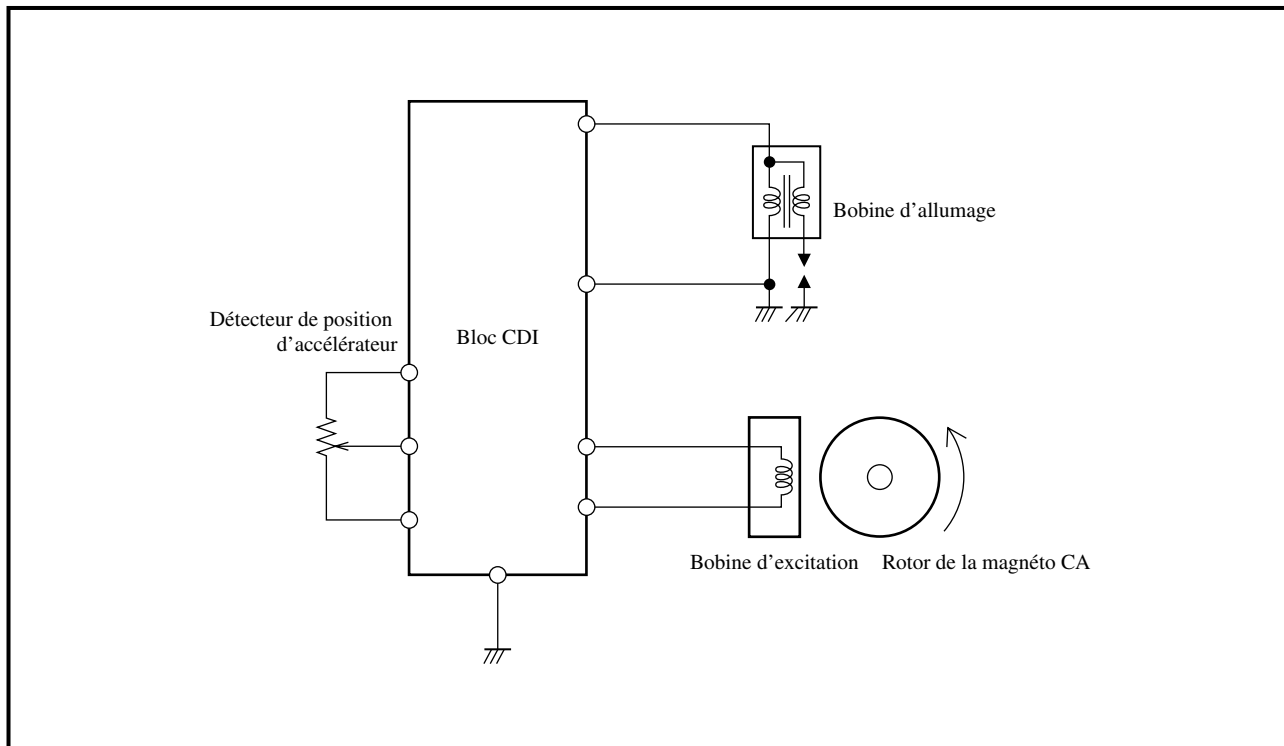 Bobine d’allumage
Détecteur de position
d’accélérateur
Bloc CDI
Bobine d’excitation
Rotor de la magnéto CA